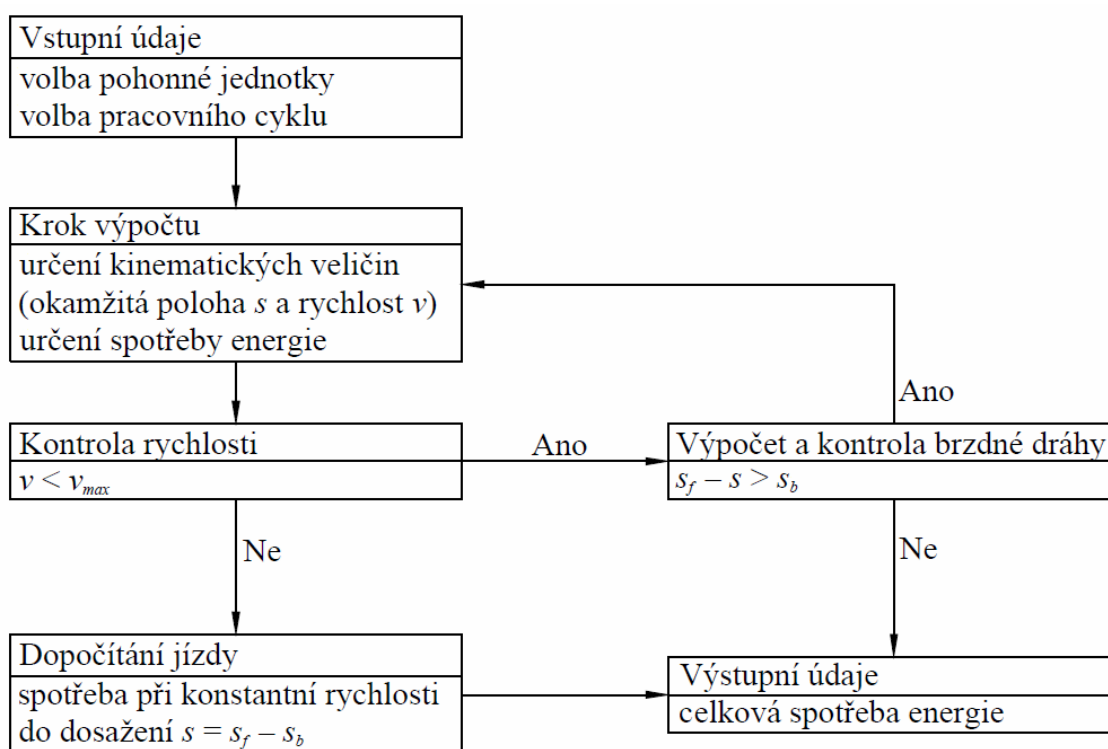 Vstupní údaje
volba pohonné jednotky
volba pracovního cyklu
Krok výpočtu
určení kinematických veličin
(okamžitá poloha s a rychlost v)
určení spotřeby energie
Ano
Kontrola rychlosti
v < v_max
Ano
Výpočet a kontrola brzdné dráhy
s_f – s > s_b
Ne
Ne
Dopočítání jízdy
spotřeba při konstantní rychlosti
do dosažení s = s_f – s_b
Výstupní údaje
celková spotřeba energie